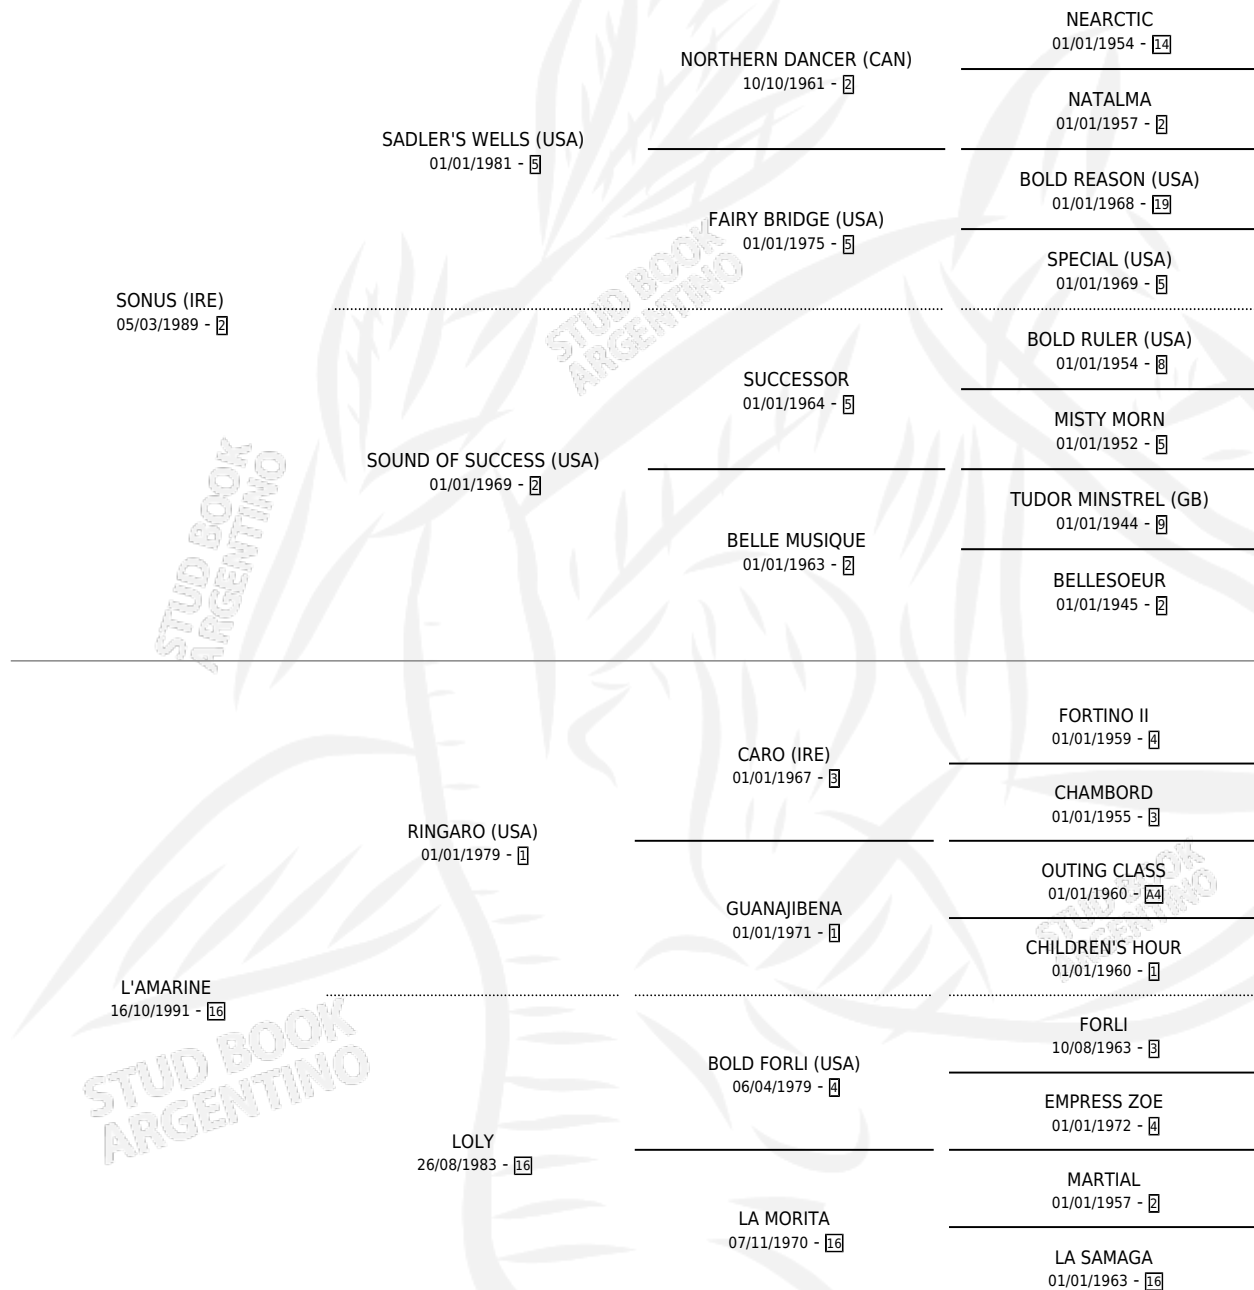 NEARCTIC
01/01/1954 - 14
NORTHERN DANCER (CAN)
10/10/1961 - 2
NATALMA
01/01/1957 - 2
SADLER'S WELLS (USA)
01/01/1981 - 5
BOLD REASON (USA)
01/01/1968 - 19
FAIRY BRIDGE (USA)
01/01/1975 - 5
SPECIAL (USA)
01/01/1969 - 5
SONUS (IRE)
05/03/1989 - 2
STUD BOOK
ARGENTINO
BOLD RULER (USA)
01/01/1954 - 8
SUCCESSOR
01/01/1964 - 5
MISTY MORN
01/01/1952 - 5
SOUND OF SUCCESS (USA)
01/01/1969 - 2
TUDOR MINSTREL (GB)
01/01/1944 - 9
BELLE MUSIQUE
01/01/1963 - 2
BELLESOEUR
01/01/1945 - 2
STUD BOOK
ARGENTINO
FORTINO II
01/01/1959 - 4
CARO (IRE)
01/01/1967 - 3
CHAMBORD
01/01/1955 - 3
RINGARO (USA)
01/01/1979 - 1
OUTING CLASS
01/01/1960 - A4
GUANAJIBENA
01/01/1971 - 1
STUD BOOK
ARGENTINO
CHILDREN'S HOUR
01/01/1960 - 1
L'AMARINE
16/10/1991 - 16
STUD BOOK
ARGENTINO
FORLI
10/08/1963 - 3
BOLD FORLI (USA)
06/04/1979 - 4
EMPRESS ZOE
01/01/1972 - 4
LOLY
26/08/1983 - 16
MARTIAL
01/01/1957 - 2
LA MORITA
07/11/1970 - 16
LA SAMAGA
01/01/1963 - 16